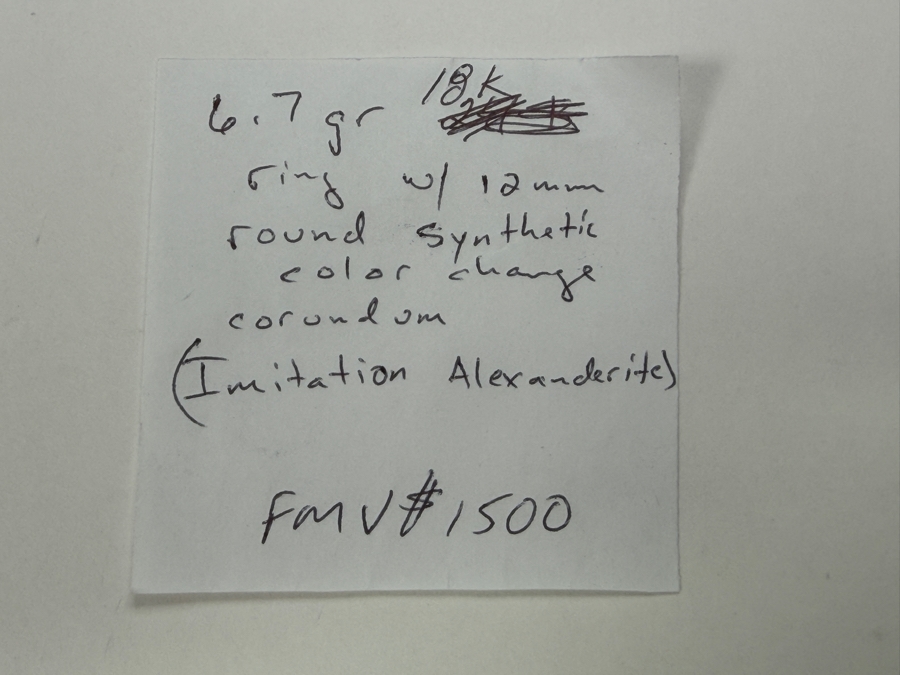 6.7 gr 18K
ring w/ 12mm
round synthetic
color change
corundum
(Imitation Alexanderite)
FMV $1500